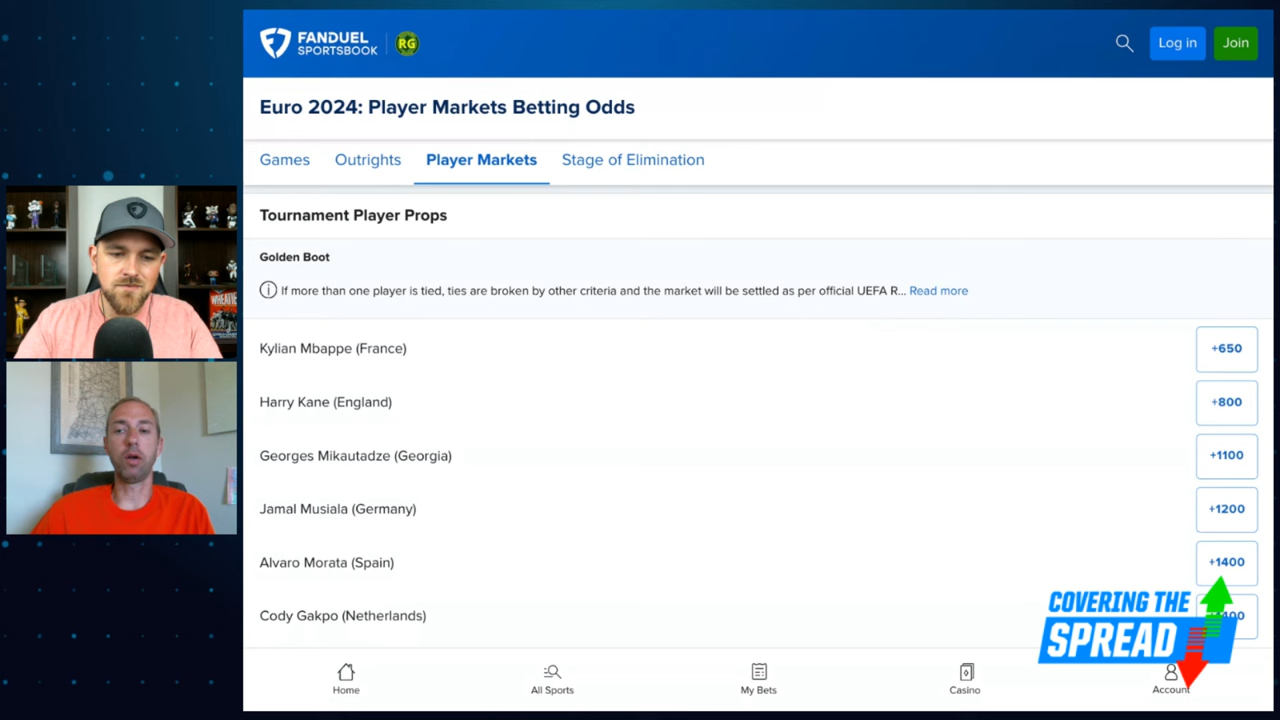 FANDUEL
SPORTSBOOK
RG
Log in
Join
Euro 2024: Player Markets Betting Odds
Games Outrights Player Markets Stage of Elimination
Tournament Player Props
Golden Boot
If more than one player is tied, ties are broken by other criteria and the market will be settled as per official UEFA R... Read more
Kylian Mbappe (France) +650
Harry Kane (England) +800
Georges Mikautadze (Georgia) +1100
Jamal Musiala (Germany) +1200
Alvaro Morata (Spain) +1400
Cody Gakpo (Netherlands)
COVERING THE
SPREAD
Home All Sports My Bets Casino Account
WHEATIES